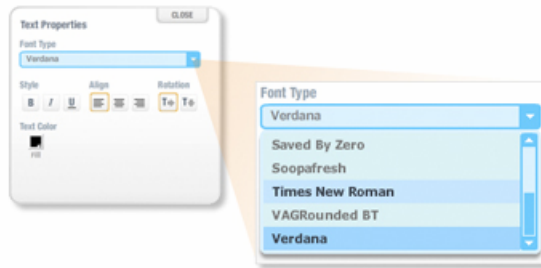 CLOSE
Text Properties
Font Type
Verdana
Style Align Rotation
B I U T T
Text Color
Fill
Font Type
Verdana
Saved By Zero
Soopafresh
Times New Roman
VAGRounded BT
Verdana